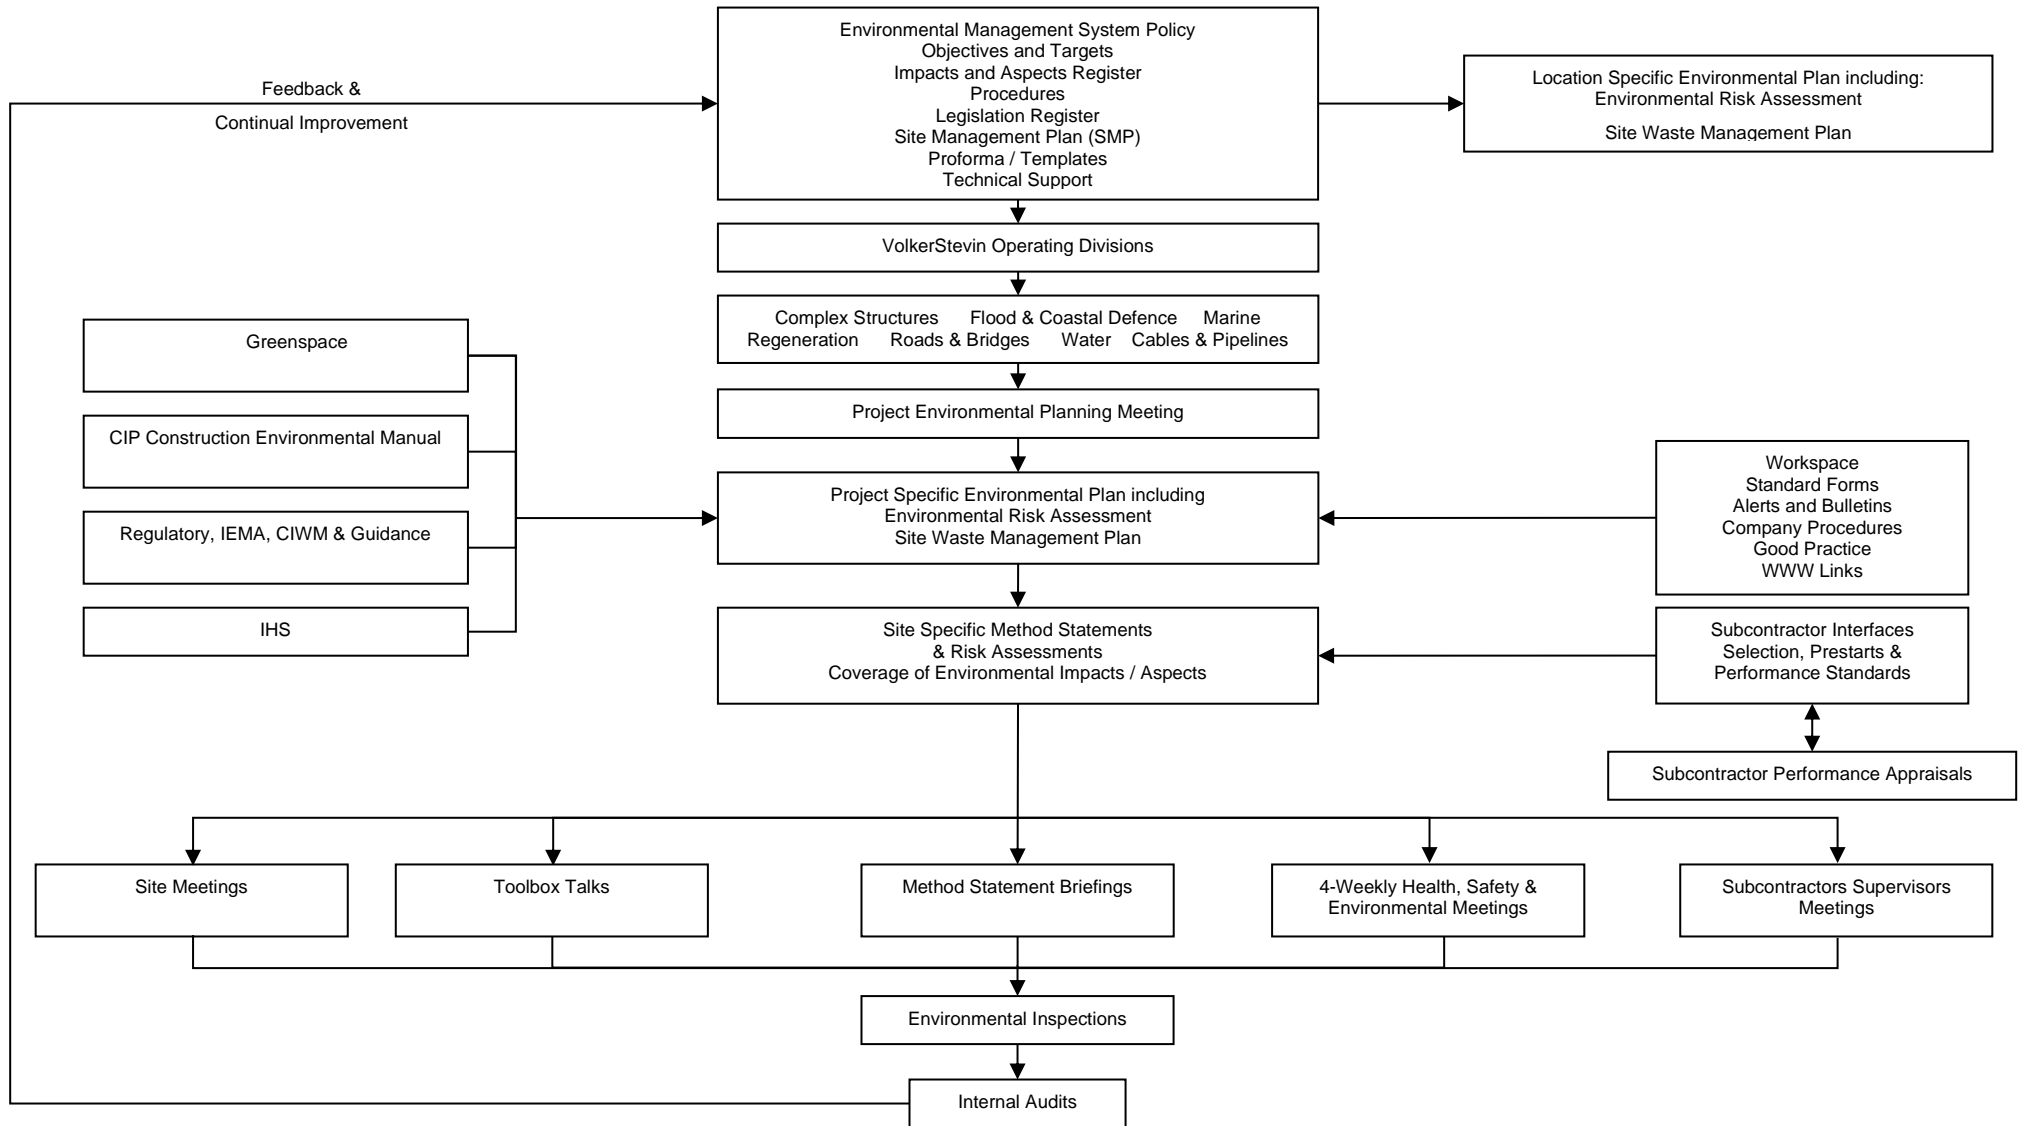 Environmental Management System Policy
Objectives and Targets
Impacts and Aspects Register
Procedures
Legislation Register
Site Management Plan (SMP)
Proforma / Templates
Technical Support
Feedback &
Continual Improvement
Location Specific Environmental Plan including:
Environmental Risk Assessment
Site Waste Management Plan
VolkerStevin Operating Divisions
Complex Structures Flood & Coastal Defence Marine
Regeneration Roads & Bridges Water Cables & Pipelines
Project Environmental Planning Meeting
Greenspace
CIP Construction Environmental Manual
Regulatory, IEMA, CIWM & Guidance
IHS
Project Specific Environmental Plan including
Environmental Risk Assessment
Site Waste Management Plan
Workspace
Standard Forms
Alerts and Bulletins
Company Procedures
Good Practice
WWW Links
Site Specific Method Statements
& Risk Assessments
Coverage of Environmental Impacts / Aspects
Subcontractor Interfaces
Selection, Prestarts &
Performance Standards
Subcontractor Performance Appraisals
Site Meetings
Toolbox Talks
Method Statement Briefings
4-Weekly Health, Safety &
Environmental Meetings
Subcontractors Supervisors
Meetings
Environmental Inspections
Internal Audits